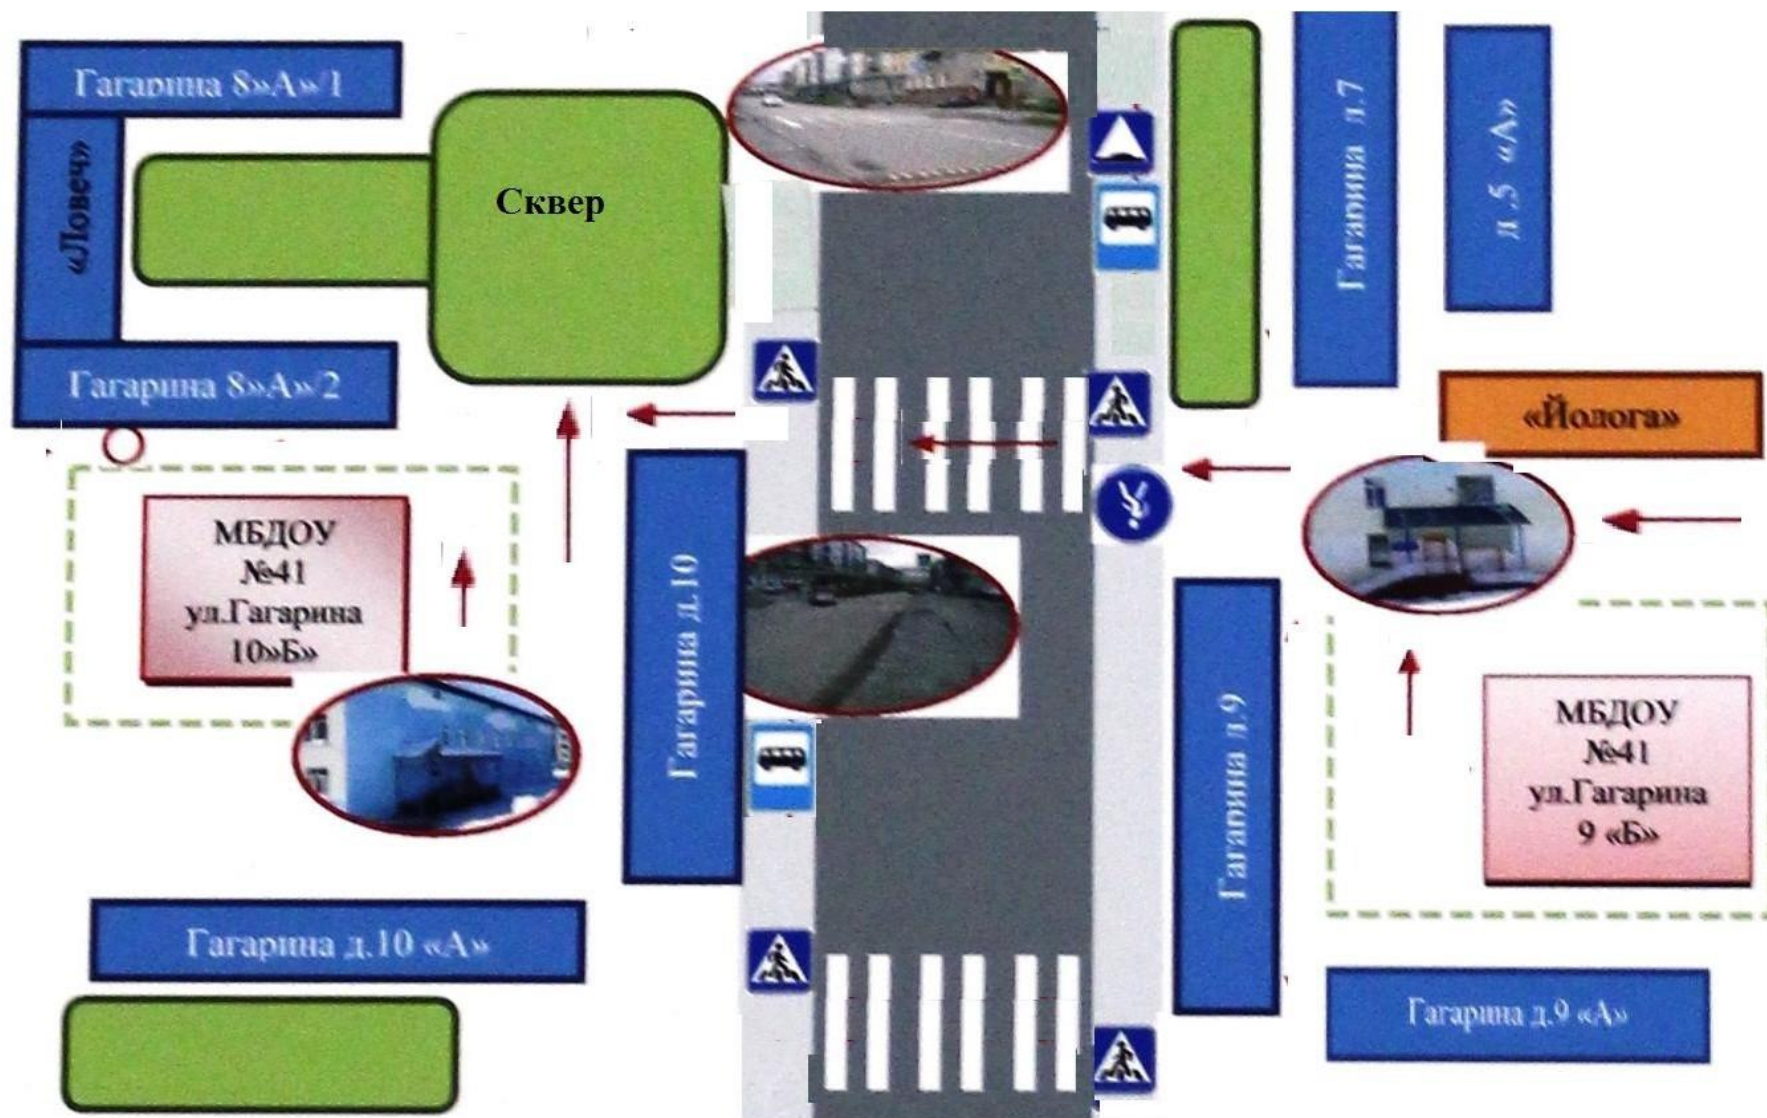 Гагарина 8»А»/1
«Ловеч»
Сквер
Гагарина 8»А»/2
МБДОУ
№41
ул.Гагарина
10»Б»
Гагарина д.10
Гагарина д.10 «А»
Гагарина д.7
д.5 «А»
«Йолога»
Гагарина д.9
МБДОУ
№41
ул.Гагарина
9 «Б»
Гагарина д.9 «А»